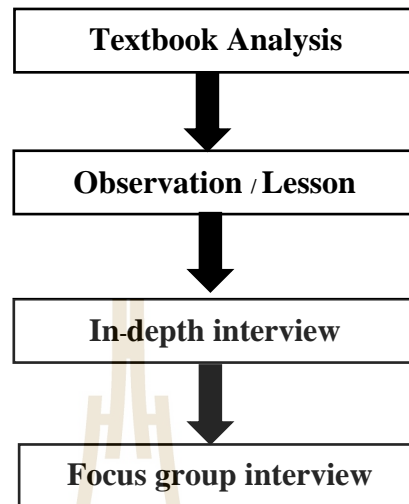 Textbook Analysis
Observation / Lesson
In-depth interview
Focus group interview